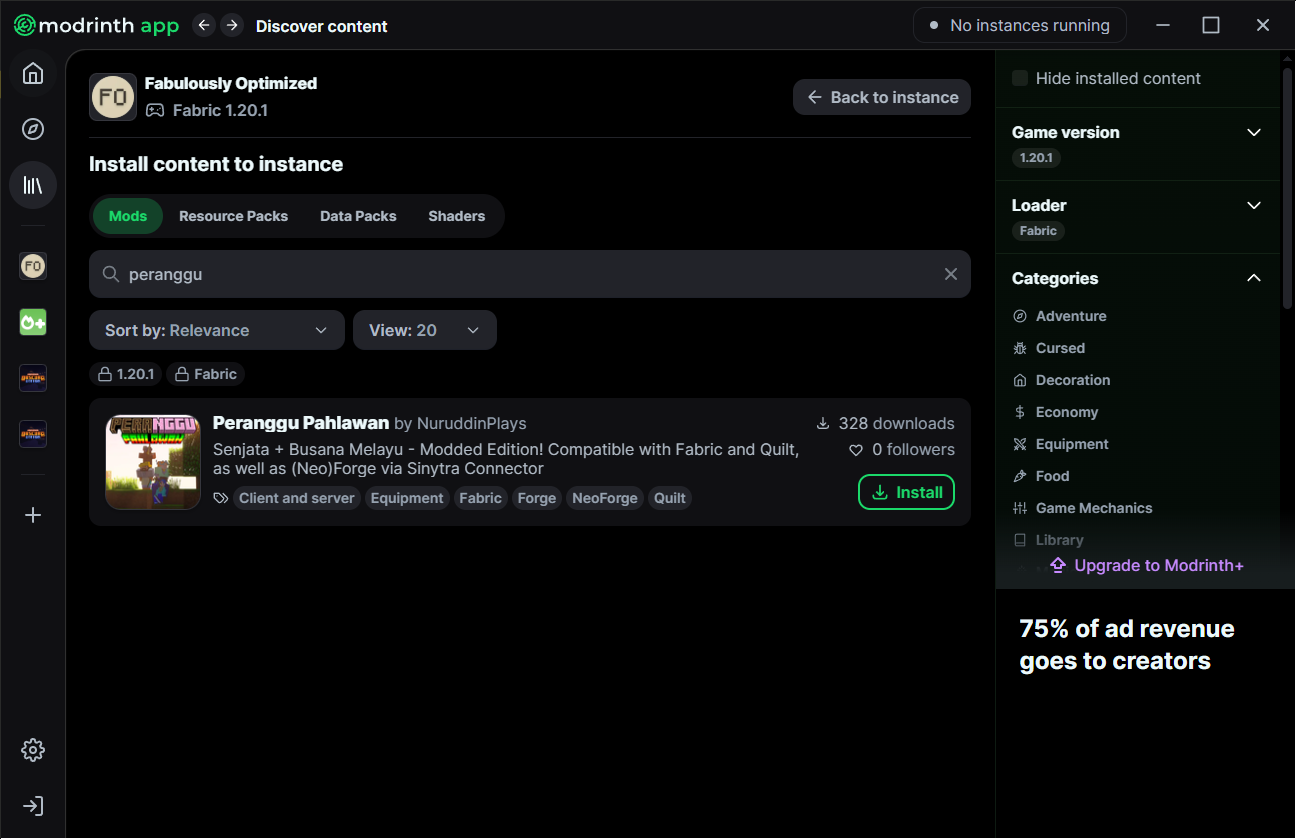 modrinth app
Discover content
No instances running
FO
Fabulously Optimized
Fabric 1.20.1
Back to instance
Install content to instance
Mods
Resource Packs
Data Packs
Shaders
peranggu
Sort by: Relevance
View: 20
1.20.1
Fabric
PERANGGU
PAHLAWAN
Peranggu Pahlawan by NuruddinPlays
Senjata + Busana Melayu - Modded Edition! Compatible with Fabric and Quilt,
as well as (Neo)Forge via Sinytra Connector
Client and server
Equipment
Fabric
Forge
NeoForge
Quilt
328 downloads
0 followers
Install
Hide installed content
Game version
1.20.1
Loader
Fabric
Categories
Adventure
Cursed
Decoration
Economy
Equipment
Food
Game Mechanics
Library
Upgrade to Modrinth+
75% of ad revenue
goes to creators
FO